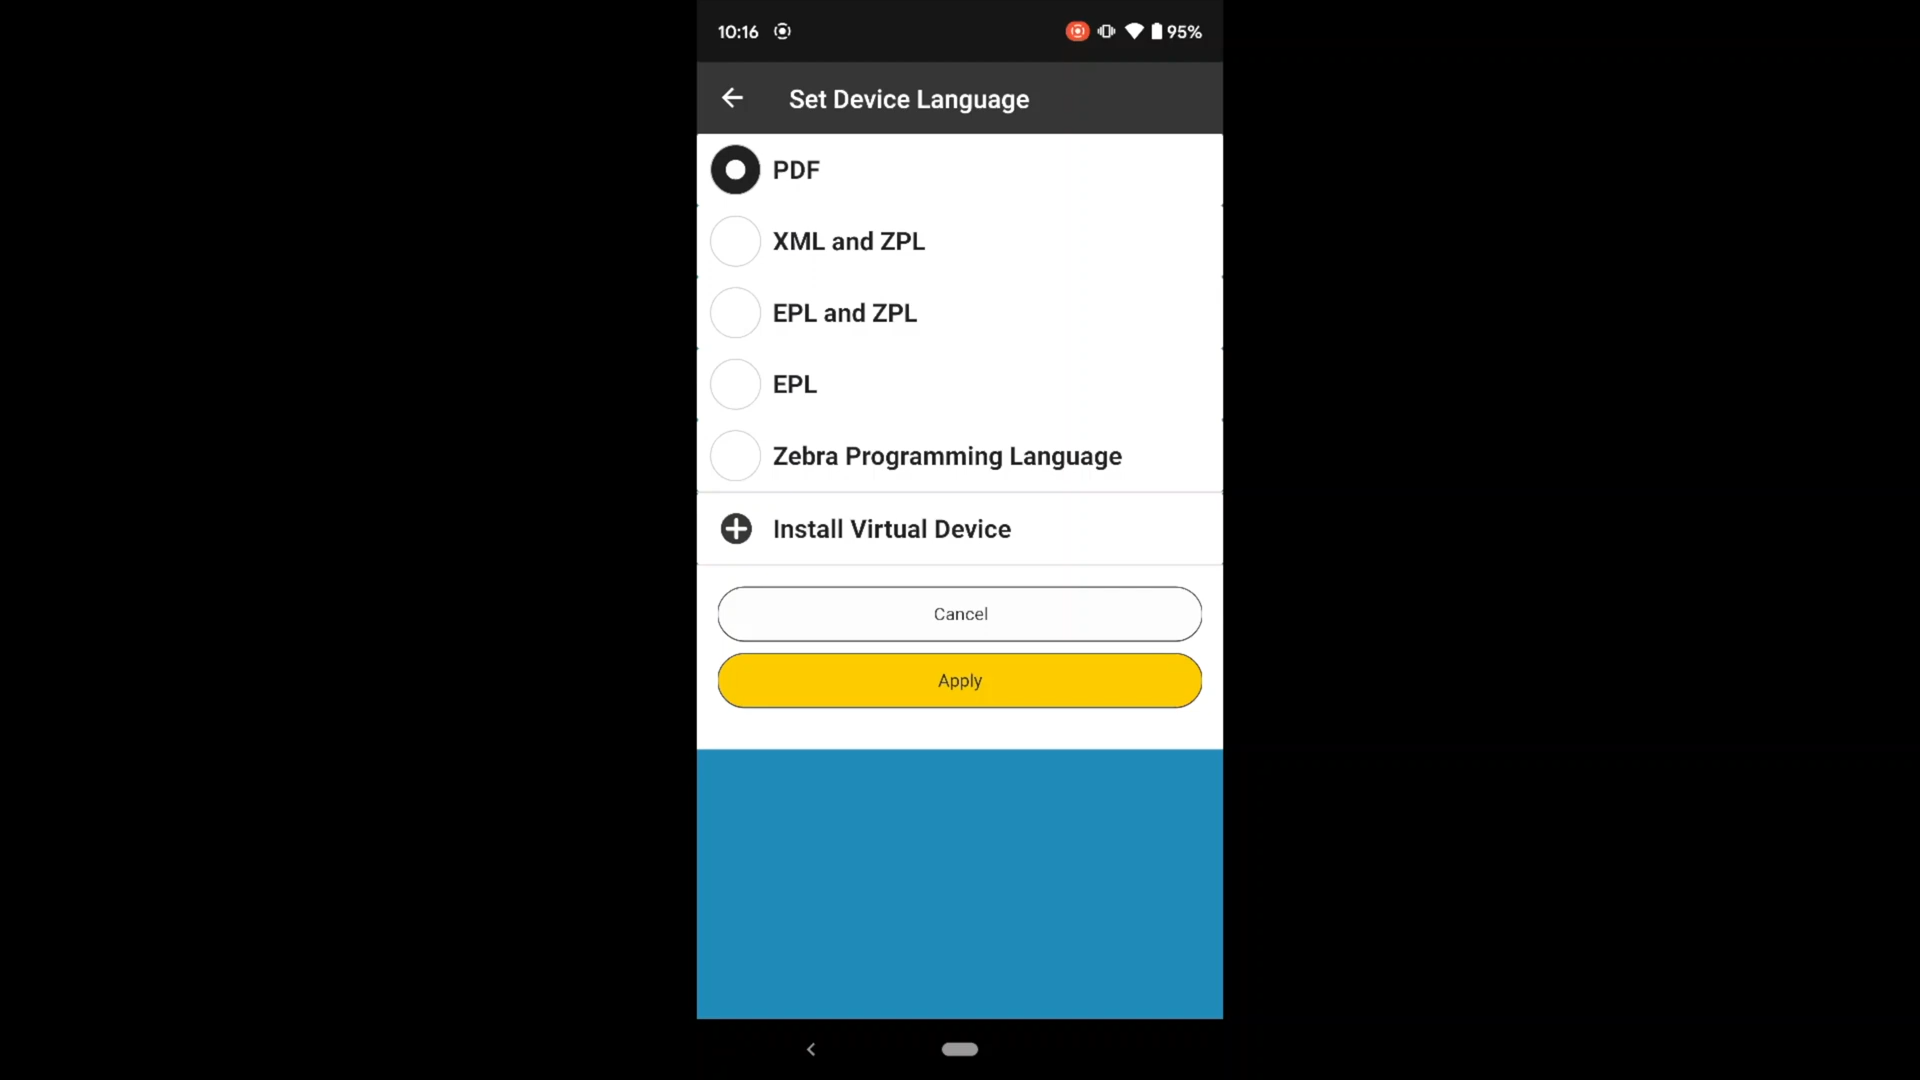 10:16
95%
Set Device Language
PDF
XML and ZPL
EPL and ZPL
EPL
Zebra Programming Language
Install Virtual Device
Cancel
Apply